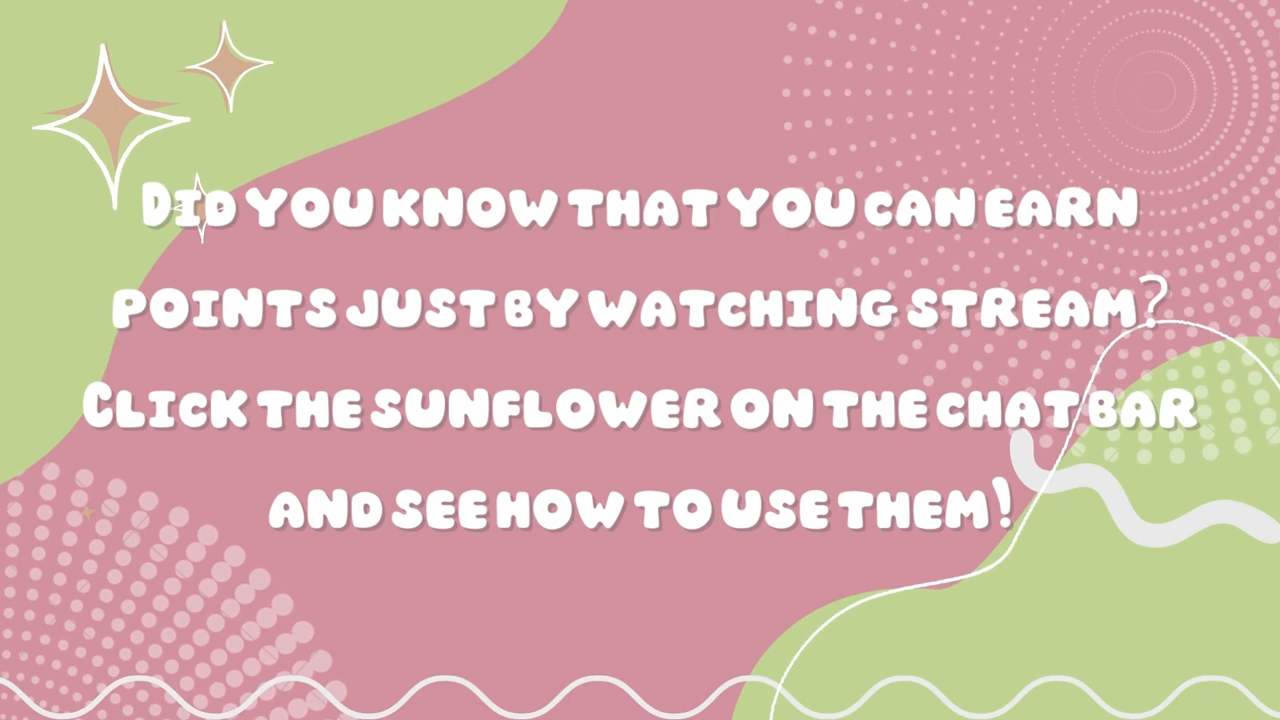 Did you know that you can earn
points just by watching stream?
Click the sunflower on the chat bar
and see how to use them!